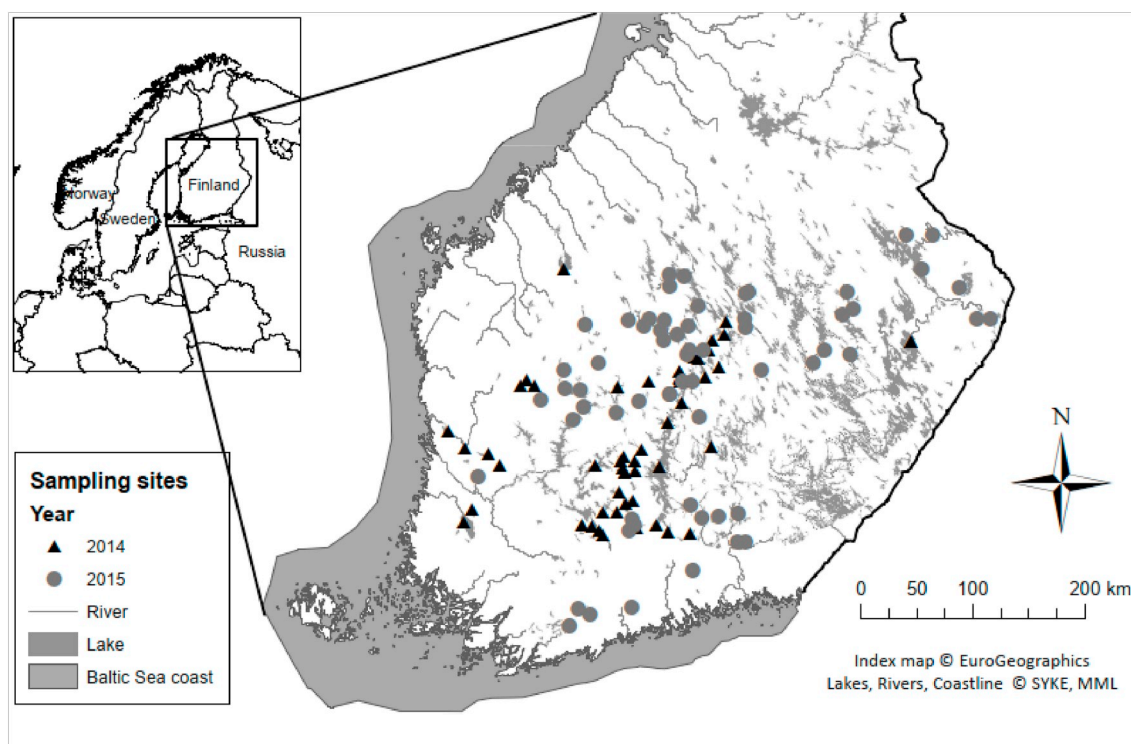 Norway
Sweden
Finland
Russia
Sampling sites
Year
2014
2015
River
Lake
Baltic Sea coast
N
0 50 100 200 km
Index map © EuroGeographics
Lakes, Rivers, Coastline © SYKE, MML